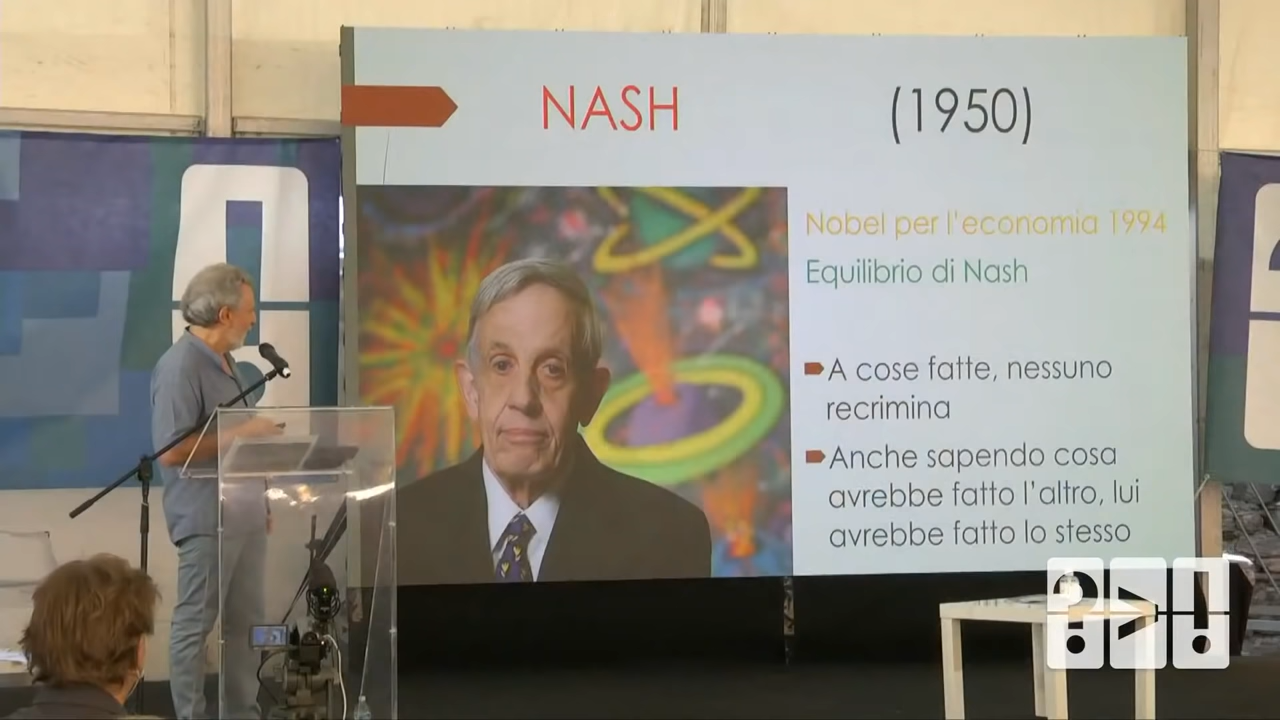 NASH (1950)
Nobel per l'economia 1994
Equilibrio di Nash
A cose fatte, nessuno
recrimina
Anche sapendo cosa
avrebbe fatto l'altro, lui
avrebbe fatto lo stesso